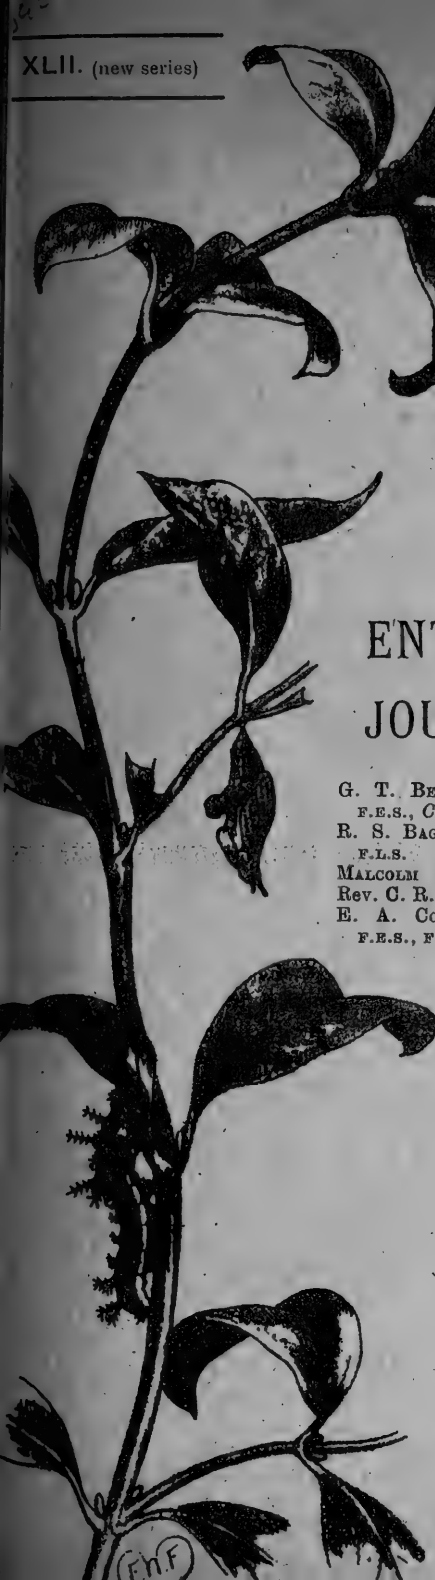 XLII. (new series)
ENT
JOU
G. T. BE
F.E.S., C
R. S. BAG
F.L.S.
MALCOLM
Rev. C. R.
E. A. Co
F.E.S., F
F.h.F